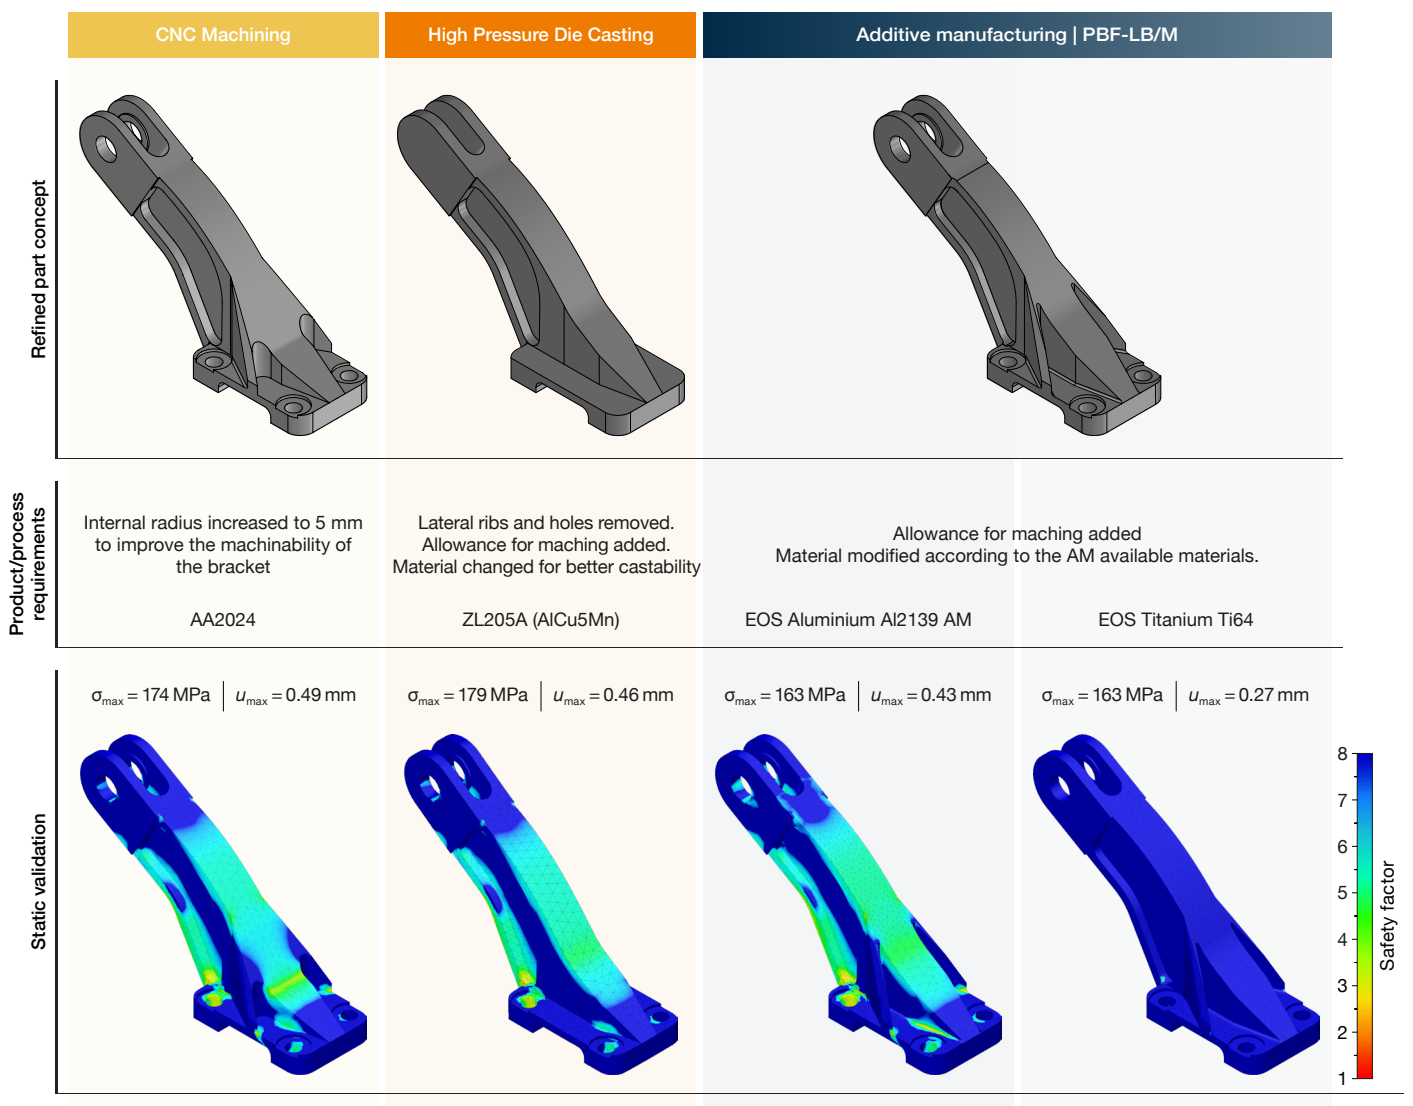 CNC Machining
High Pressure Die Casting
Additive manufacturing | PBF-LB/M
Refined part concept
Product/process
requirements
Internal radius increased to 5 mm
to improve the machinability of
the bracket
AA2024
Lateral ribs and holes removed.
Allowance for maching added.
Material changed for better castability
ZL205A (AlCu5Mn)
Allowance for maching added
Material modified according to the AM available materials.
EOS Aluminium Al2139 AM
EOS Titanium Ti64
Static validation
σmax = 174 MPa | umax = 0.49 mm
σmax = 179 MPa | umax = 0.46 mm
σmax = 163 MPa | umax = 0.43 mm
σmax = 163 MPa | umax = 0.27 mm
8
7
6
5
4
3
2
1
Safety factor